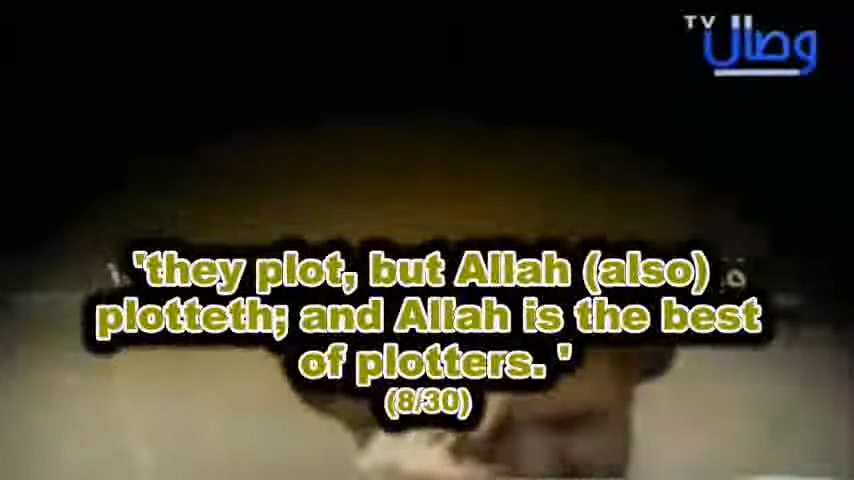 TV
وصال
'they plot, but Allah (also)
plotteth; and Allah is the best
of plotters. '
(8/30)